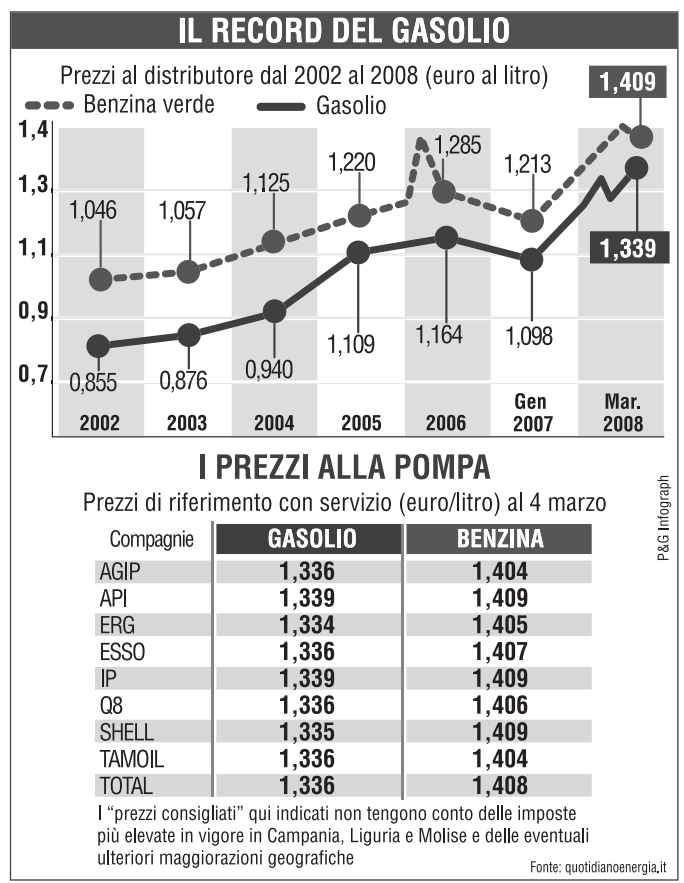 IL RECORD DEL GASOLIO
Prezzi al distributore dal 2002 al 2008 (euro al litro)
Benzina verde Gasolio
1,409
1,4
1,3
1,1
0,9
0,7
1,046
1,057
1,125
1,220
1,285
1,213
1,339
0,855
0,876
0,940
1,109
1,164
1,098
2002
2003
2004
2005
2006
Gen
2007
Mar.
2008
I PREZZI ALLA POMPA
Prezzi di riferimento con servizio (euro/litro) al 4 marzo
Compagnie GASOLIO BENZINA
AGIP 1,336 1,404
API 1,339 1,409
ERG 1,334 1,405
ESSO 1,336 1,407
IP 1,339 1,409
Q8 1,336 1,406
SHELL 1,335 1,409
TAMOIL 1,336 1,404
TOTAL 1,336 1,408
I “prezzi consigliati” qui indicati non tengono conto delle imposte
più elevate in vigore in Campania, Liguria e Molise e delle eventuali
ulteriori maggiorazioni geografiche
Fonte: quotidianoenergia.it
P&G Infograph